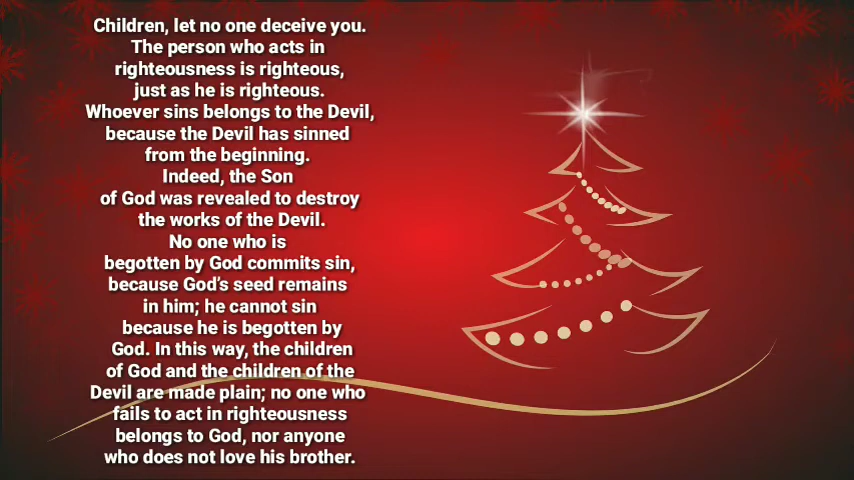 Children, let no one deceive you.
The person who acts in
righteousness is righteous,
just as he is righteous.
Whoever sins belongs to the Devil,
because the Devil has sinned
from the beginning.
Indeed, the Son
of God was revealed to destroy
the works of the Devil.
No one who is
begotten by God commits sin,
because God's seed remains
in him; he cannot sin
because he is begotten by
God. In this way, the children
of God and the children of the
Devil are made plain; no one who
fails to act in righteousness
belongs to God, nor anyone
who does not love his brother.